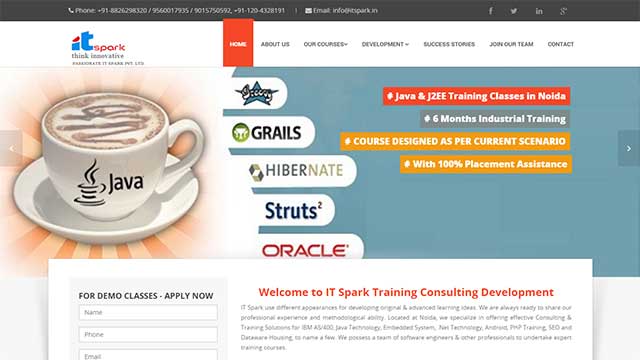 Phone: +91-8826298320 / 9560017935 / 9015750592, +91-120-4328191 | Email: info@itspark.in
it spark
think innovative
PASSIONATE IT SPARK PVT. LTD.
HOME ABOUT US OUR COURSES DEVELOPMENT SUCCESS STORIES JOIN OUR TEAM CONTACT
Groovy
GRAILS
HIBERNATE
Struts²
ORACLE
Java
# Java & J2EE Training Classes in Noida
# 6 Months Industrial Training
# COURSE DESIGNED AS PER CURRENT SCENARIO
# With 100% Placement Assistance
FOR DEMO CLASSES - APPLY NOW
Name
Phone
Email
Welcome to IT Spark Training Consulting Development
IT Spark use different appearances for developing original & advanced learning ideas. We are always ready to share our
professional experience and methodological ability. Located at Noida, we specialize in offering effective Consulting &
Training Solutions for IBM AS/400, Java Technology, Embedded System, .Net Technology, Android, PHP Training, SEO and
Dataware Housing, to name a few. We possess a team of software engineers & other professionals to undertake expert
training courses.